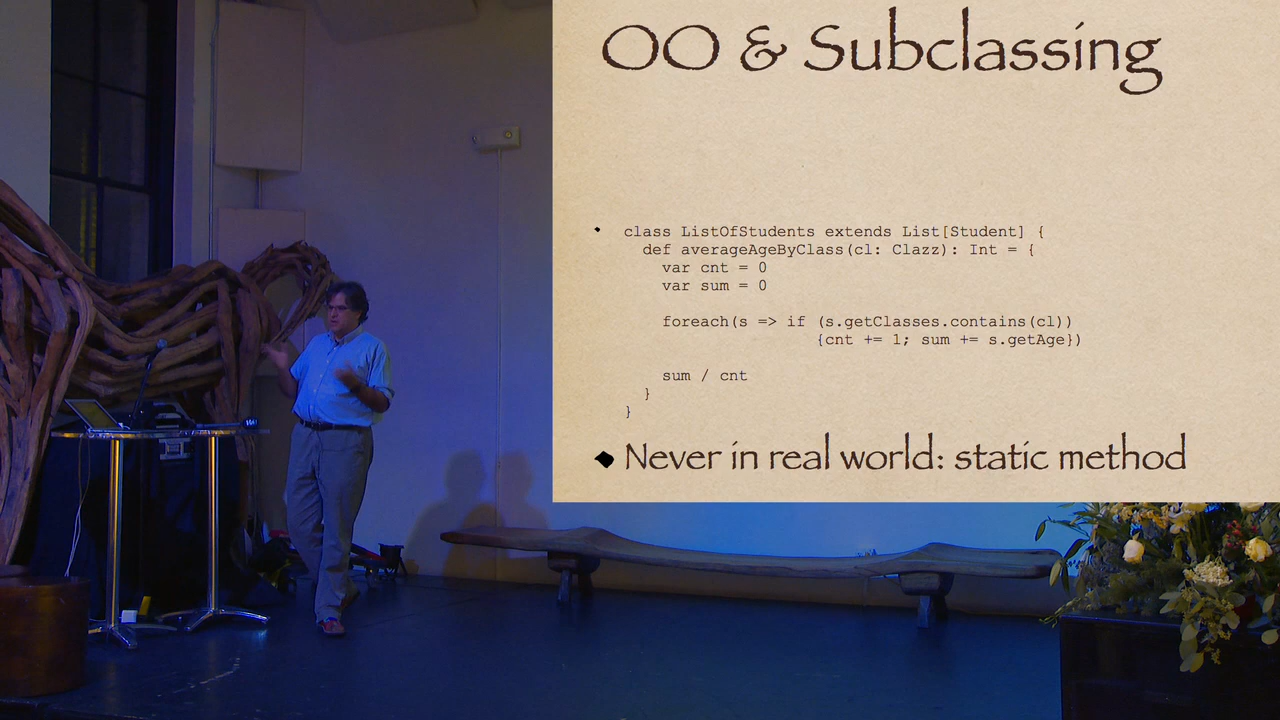 OO & Subclassing
class ListOfStudents extends List[Student] {
def averageAgeByClass(cl: Clazz): Int = {
var cnt = 0
var sum = 0
foreach(s => if (s.getClasses.contains(cl))
{cnt += 1; sum += s.getAge})
sum / cnt
}
}
Never in real world: static method